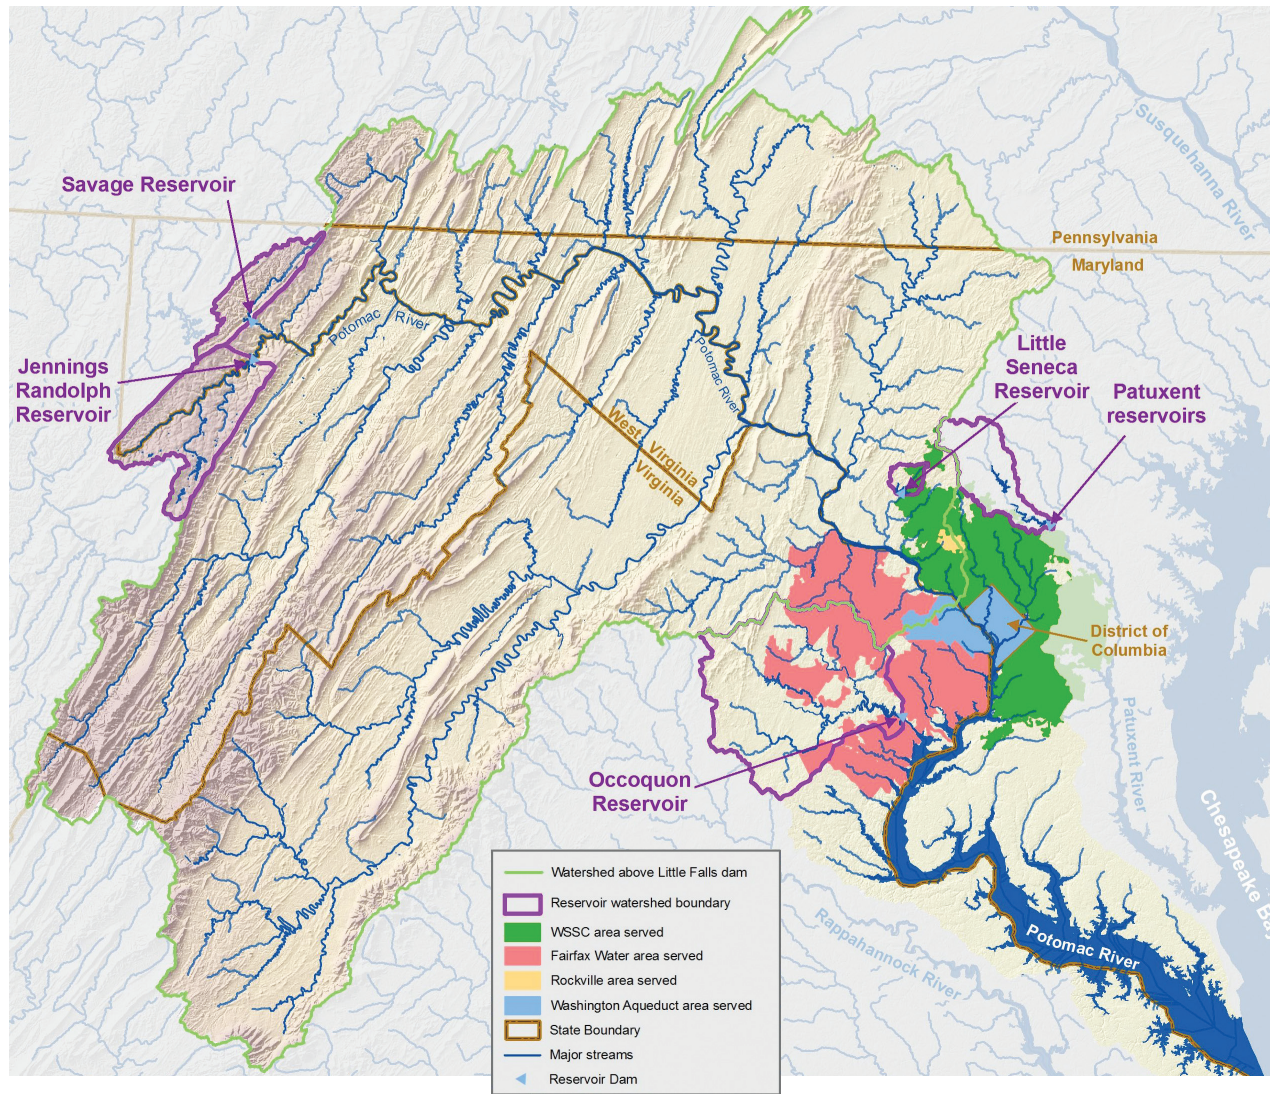 Susquehanna River
Savage Reservoir
Pennsylvania
Maryland
Potomac River
Potomac River
Jennings
Randolph
Reservoir
Little
Seneca
Reservoir
Patuxent
reservoirs
West Virginia
Virginia
District of
Columbia
Patuxent River
Occoquon
Reservoir
Chesapeake Bay
Rappahannock River
Potomac River
Watershed above Little Falls dam
Reservoir watershed boundary
WSSC area served
Fairfax Water area served
Rockville area served
Washington Aqueduct area served
State Boundary
Major streams
Reservoir Dam